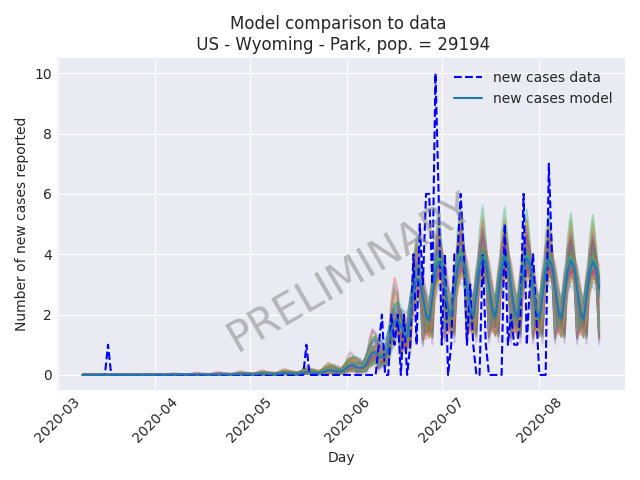 Model comparison to data
US - Wyoming - Park, pop. = 29194
new cases data
new cases model
PRELIMINARY
Number of new cases reported
10
8
6
4
2
0
2020-03
2020-04
2020-05
2020-06
2020-07
2020-08
Day